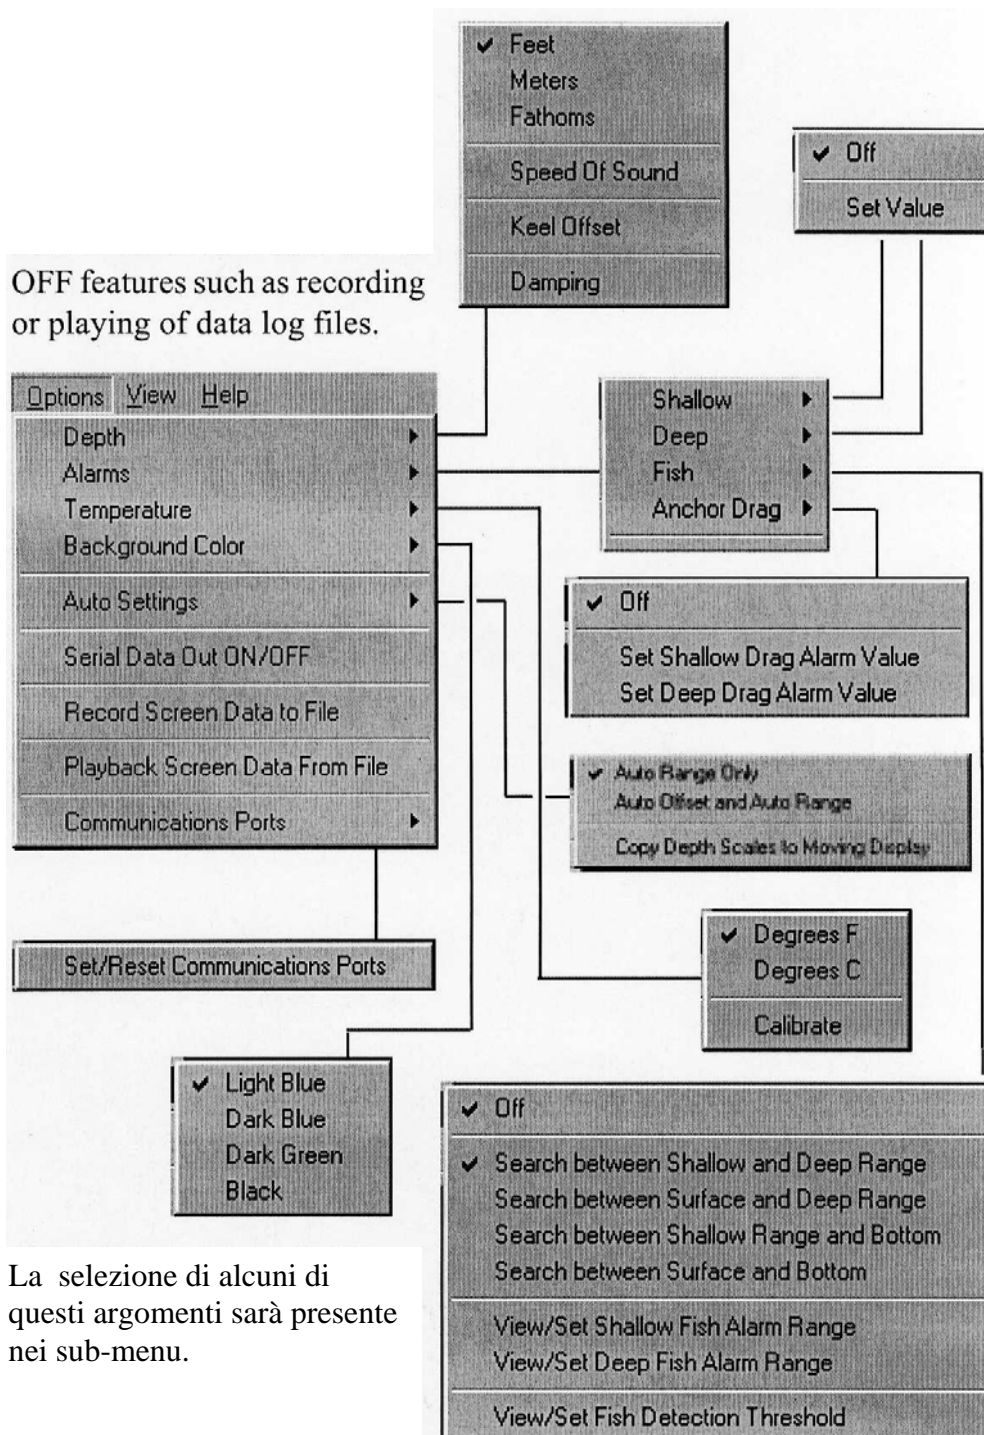 Feet
Meters
Fathoms
Speed Of Sound
Keel Offset
Damping
Off
Set Value
OFF features such as recording
or playing of data log files.
Options View Help
Depth
Alarms
Temperature
Background Color
Auto Settings
Serial Data Out ON/OFF
Record Screen Data to File
Playback Screen Data From File
Communications Ports
Shallow
Deep
Fish
Anchor Drag
Off
Set Shallow Drag Alarm Value
Set Deep Drag Alarm Value
Auto Range Only
Auto Offset and Auto Range
Copy Depth Scales to Moving Display
Set/Reset Communications Ports
Degrees F
Degrees C
Calibrate
Light Blue
Dark Blue
Dark Green
Black
Off
Search between Shallow and Deep Range
Search between Surface and Deep Range
Search between Shallow Range and Bottom
Search between Surface and Bottom
View/Set Shallow Fish Alarm Range
View/Set Deep Fish Alarm Range
View/Set Fish Detection Threshold
La selezione di alcuni di
questi argomenti sarà presente
nei sub-menu.